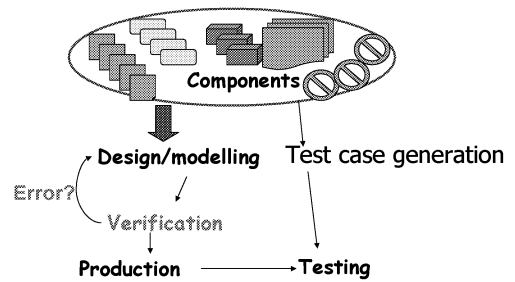 Components
Design/modelling
Test case generation
Error?
Verification
Production
Testing